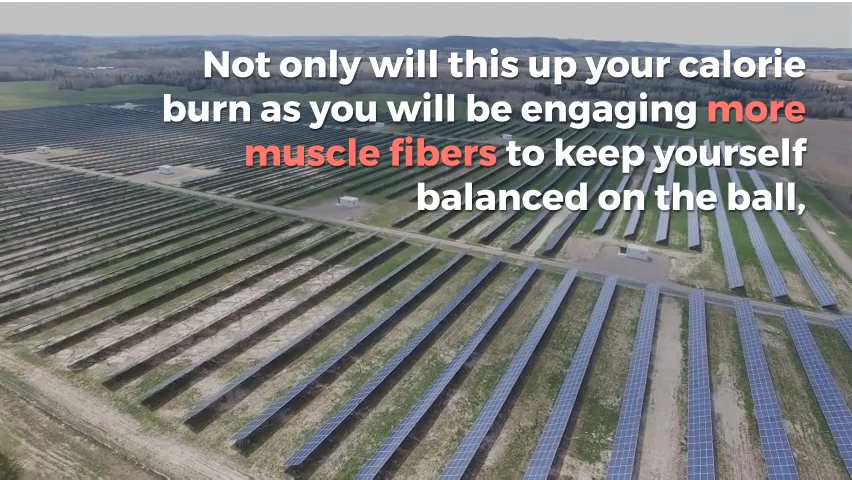 Not only will this up your calorie
burn as you will be engaging more
muscle fibers to keep yourself
balanced on the ball,